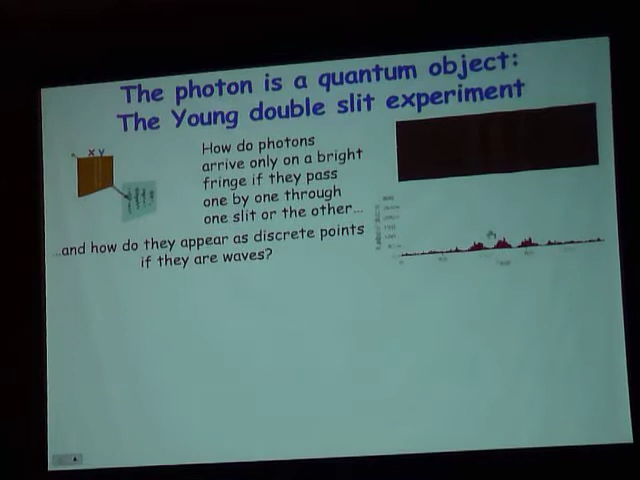 The photon is a quantum object:
The Young double slit experiment
X Y
How do photons
arrive only on a bright
fringe if they pass
one by one through
one slit or the other...
...and how do they appear as discrete points
if they are waves?